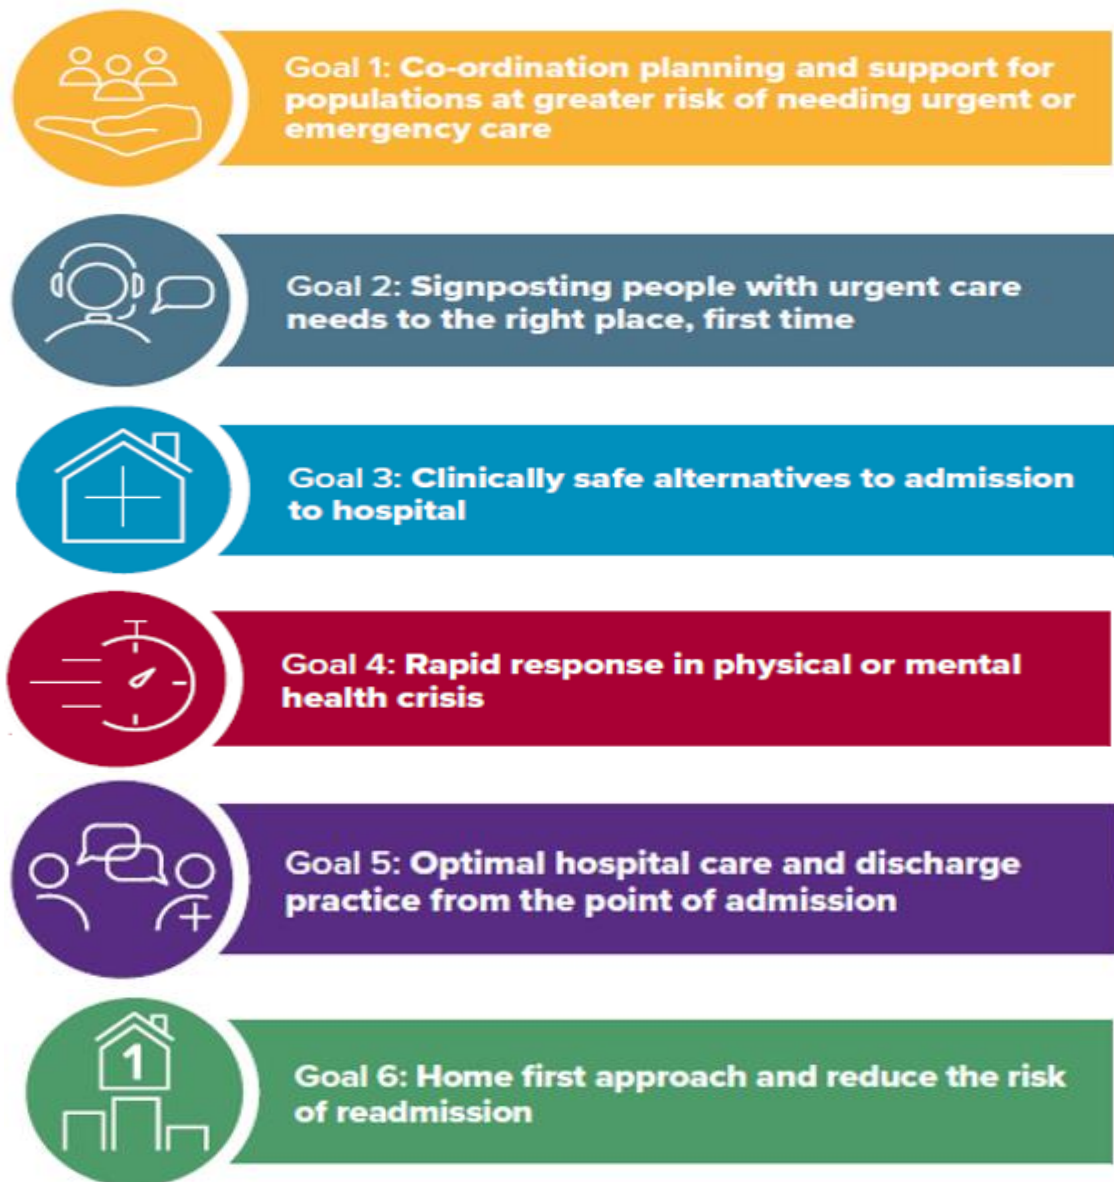 Goal 1: Co-ordination planning and support for
populations at greater risk of needing urgent or
emergency care
Goal 2: Signposting people with urgent care
needs to the right place, first time
Goal 3: Clinically safe alternatives to admission
to hospital
Goal 4: Rapid response in physical or mental
health crisis
Goal 5: Optimal hospital care and discharge
practice from the point of admission
1
Goal 6: Home first approach and reduce the risk
of readmission